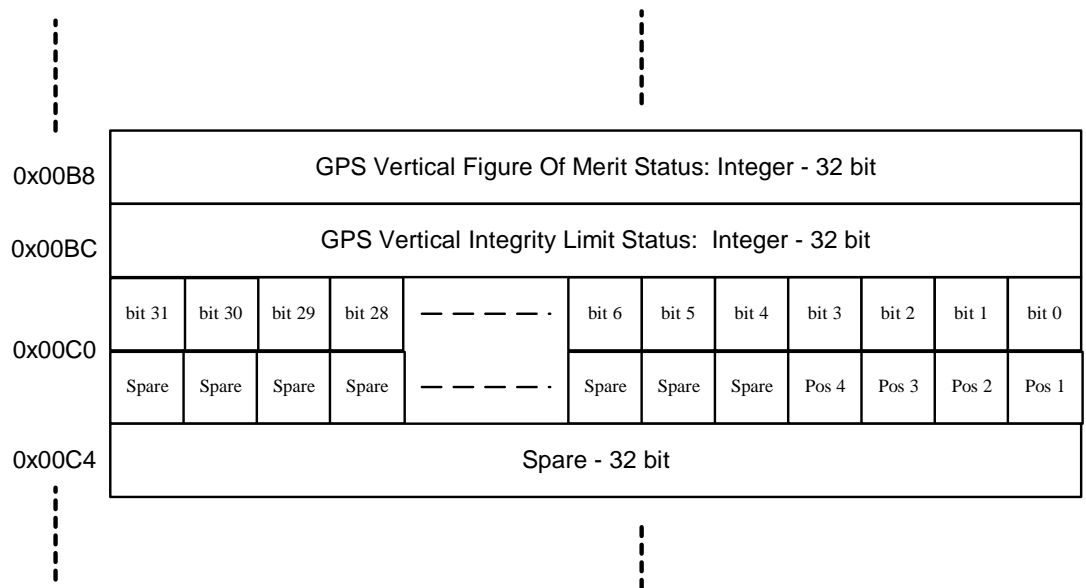 0x00B8 GPS Vertical Figure Of Merit Status: Integer - 32 bit
0x00BC GPS Vertical Integrity Limit Status: Integer - 32 bit
bit 31 bit 30 bit 29 bit 28 bit 6 bit 5 bit 4 bit 3 bit 2 bit 1 bit 0
0x00C0
Spare Spare Spare Spare Spare Spare Spare Pos 4 Pos 3 Pos 2 Pos 1
0x00C4 Spare - 32 bit